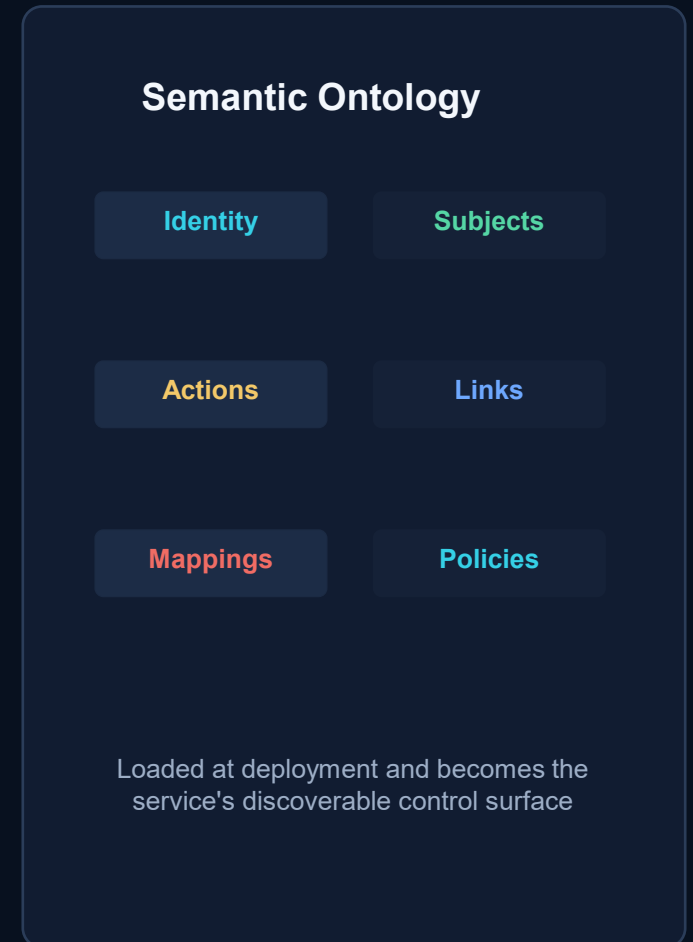 Semantic Ontology
Identity
Subjects
Actions
Links
Mappings
Policies
Loaded at deployment and becomes the
service's discoverable control surface